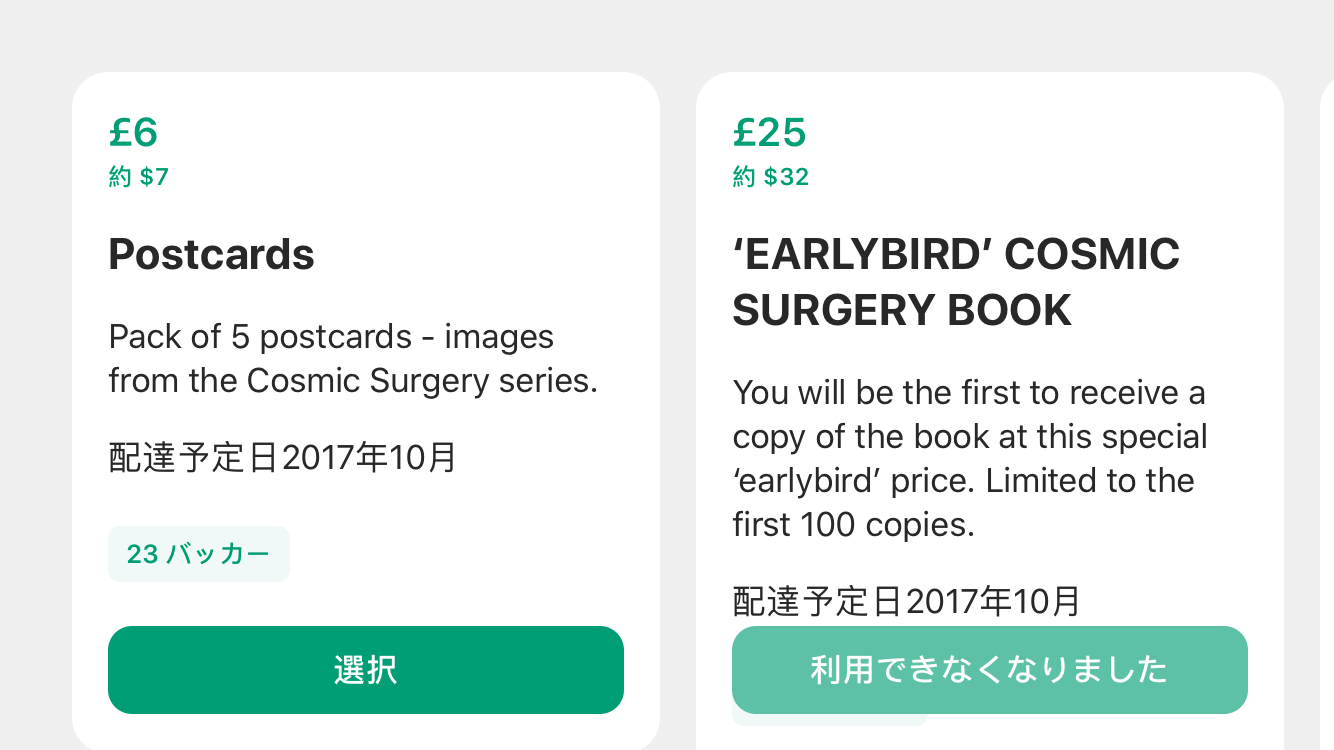 £6
約 $7
Postcards
Pack of 5 postcards - images
from the Cosmic Surgery series.
配達予定日2017年10月
23 バッカー
選択
£25
約 $32
‘EARLYBIRD’ COSMIC
SURGERY BOOK
You will be the first to receive a
copy of the book at this special
‘earlybird’ price. Limited to the
first 100 copies.
配達予定日2017年10月
利用できなくなりました